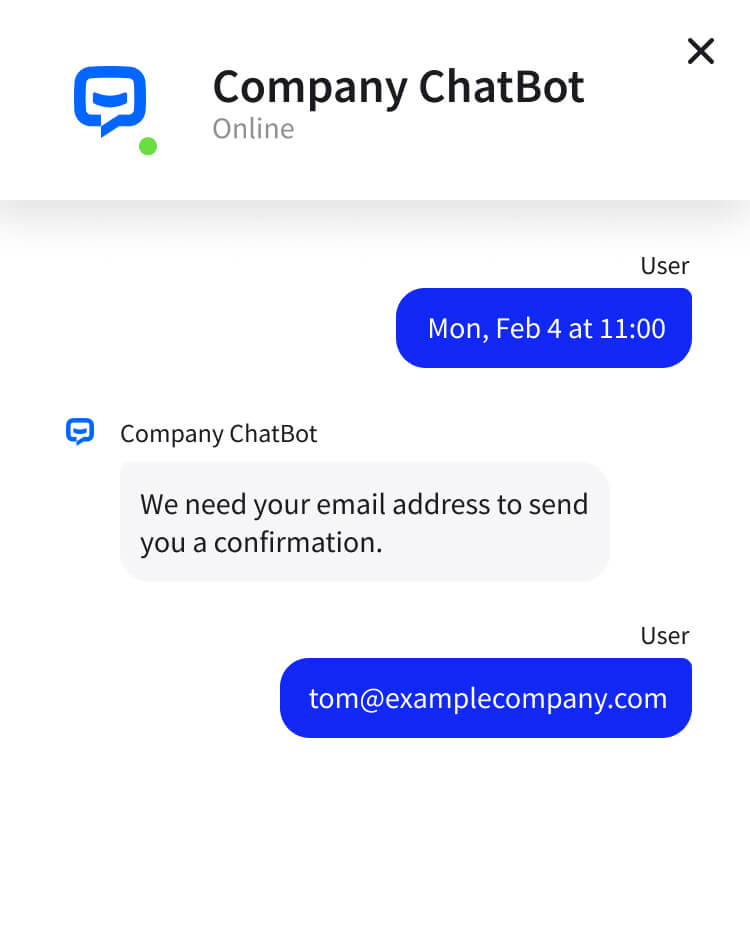 Company ChatBot
Online
User
Mon, Feb 4 at 11:00
Company ChatBot
We need your email address to send
you a confirmation.
User
tom@examplecompany.com